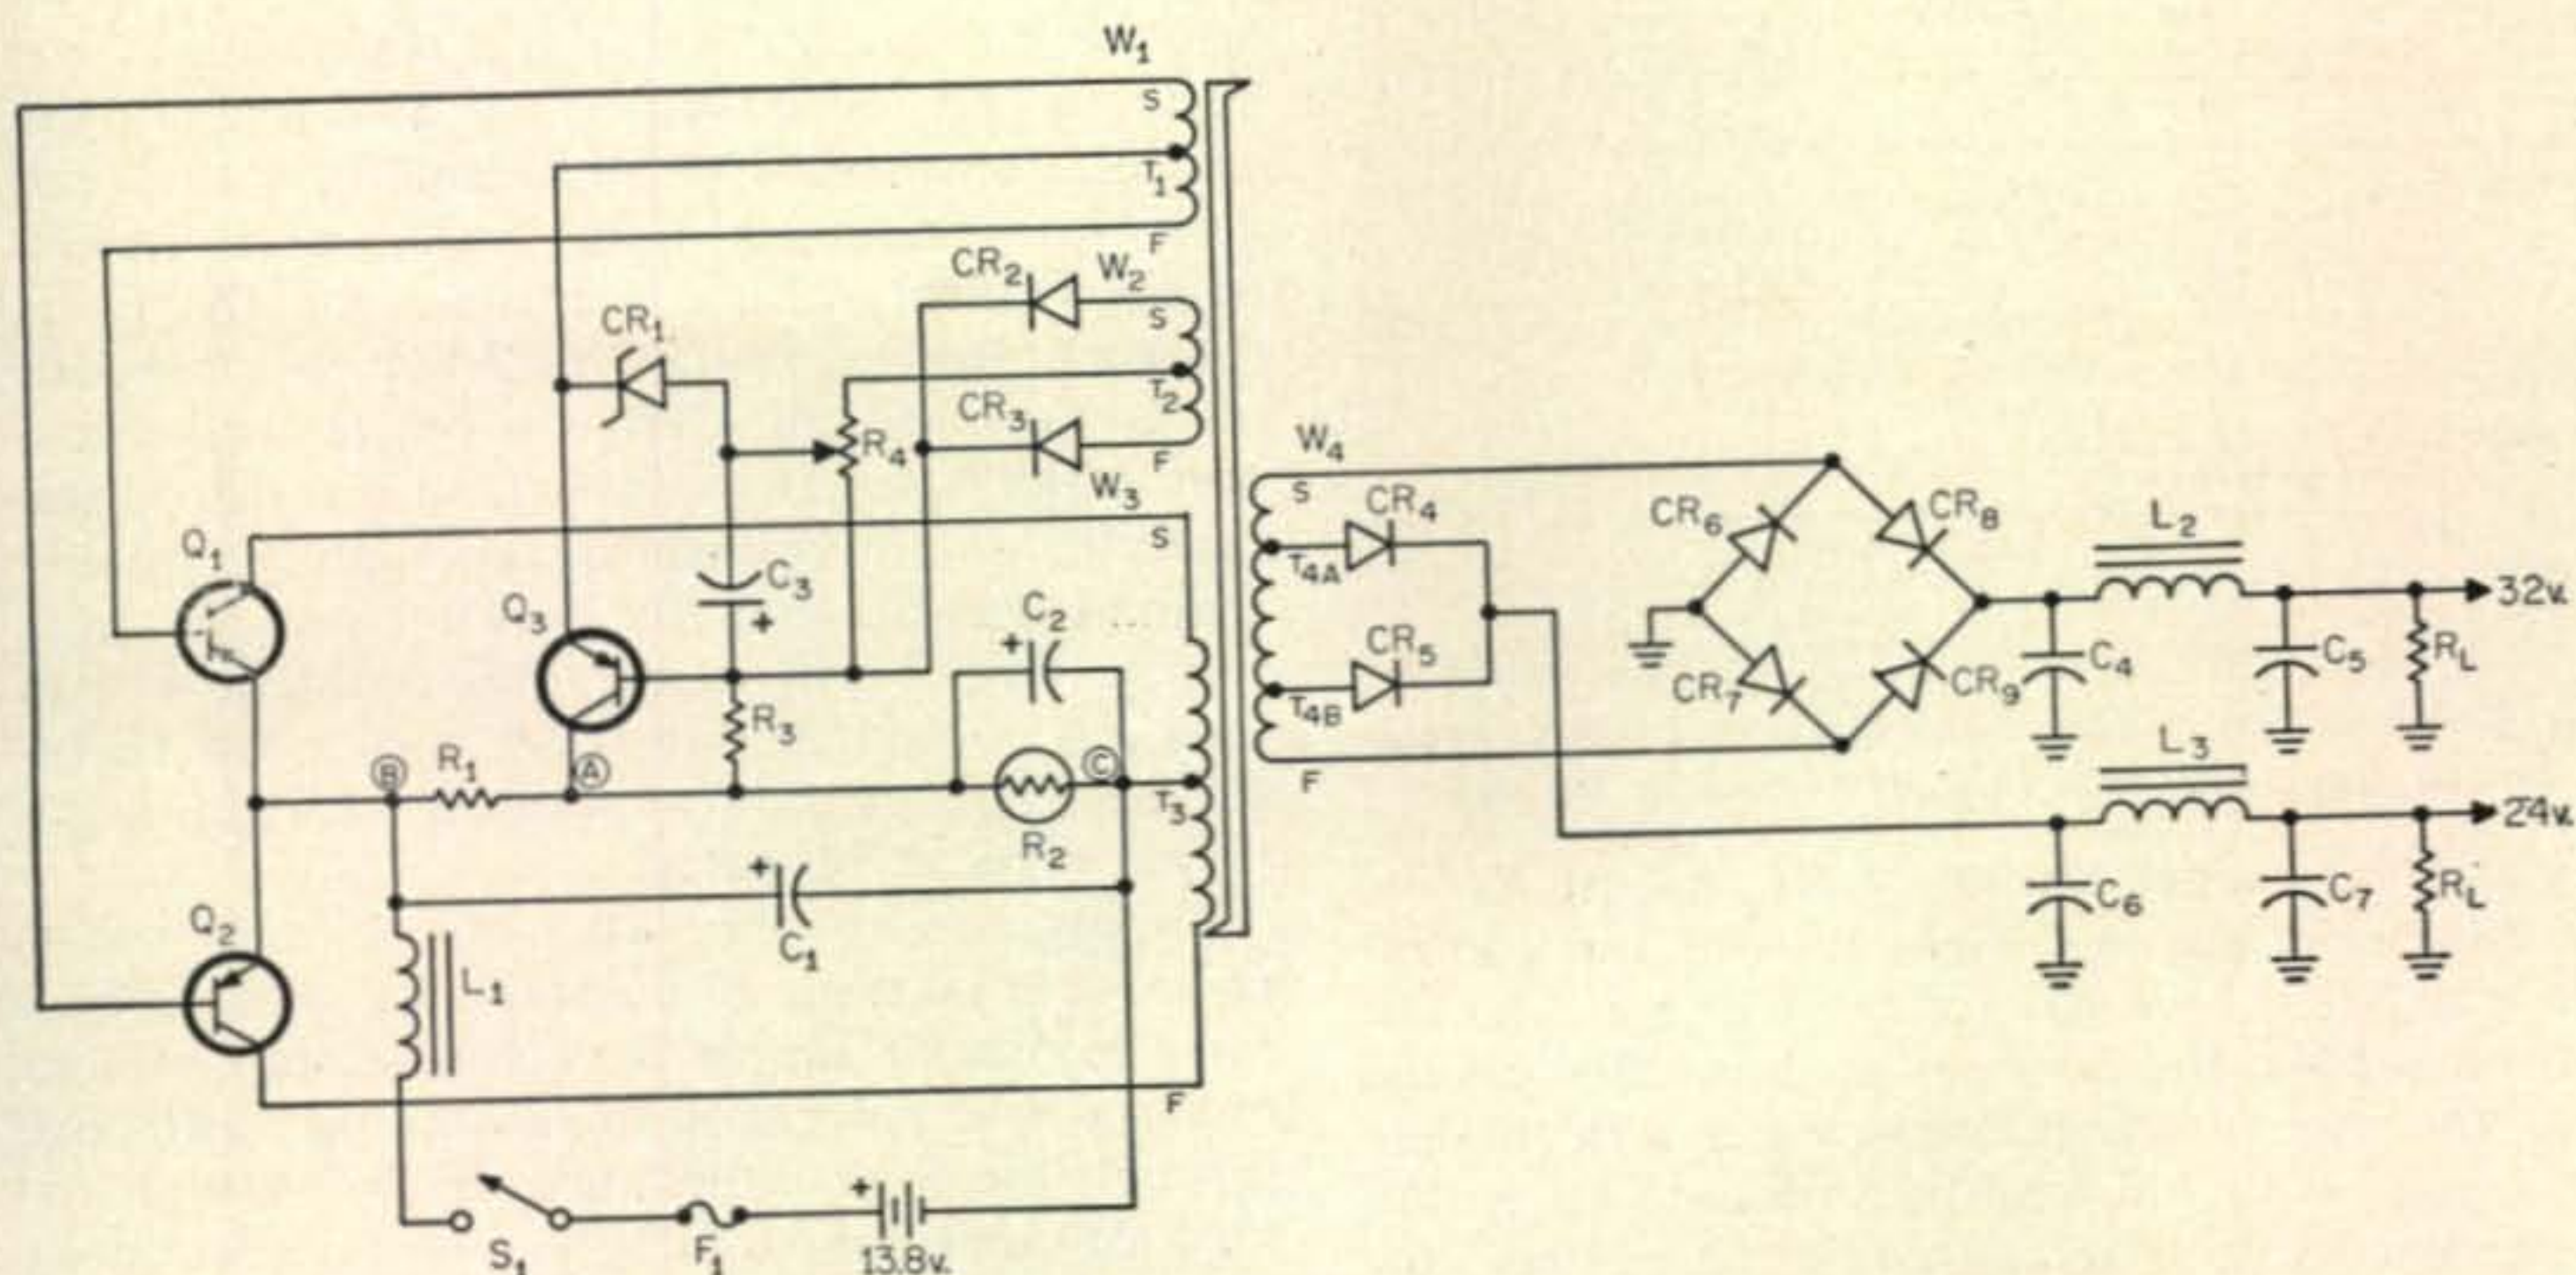 W1
S
T1
F
CR2
W2
S
CR1
T2
CR3
R4
F
W3
S
W4
S
CR4
T4A
CR5
T4B
F
CR6
CR8
CR7
CR9
L2
32v.
C4
C5
RL
L3
24v.
C6
C7
RL
Q1
Q3
C3
+
C2
+
R3
B
R1
A
C
T3
R2
+
C1
Q2
L1
F
+
S1
F1
13.8v.